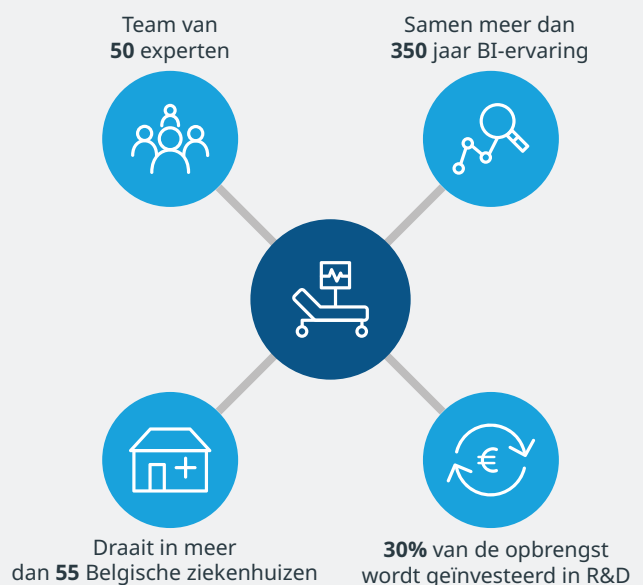 Team van
50 experten
Samen meer dan
350 jaar BI-ervaring
€
Draait in meer
dan 55 Belgische ziekenhuizen
30% van de opbrengst
wordt geïnvesteerd in R&D